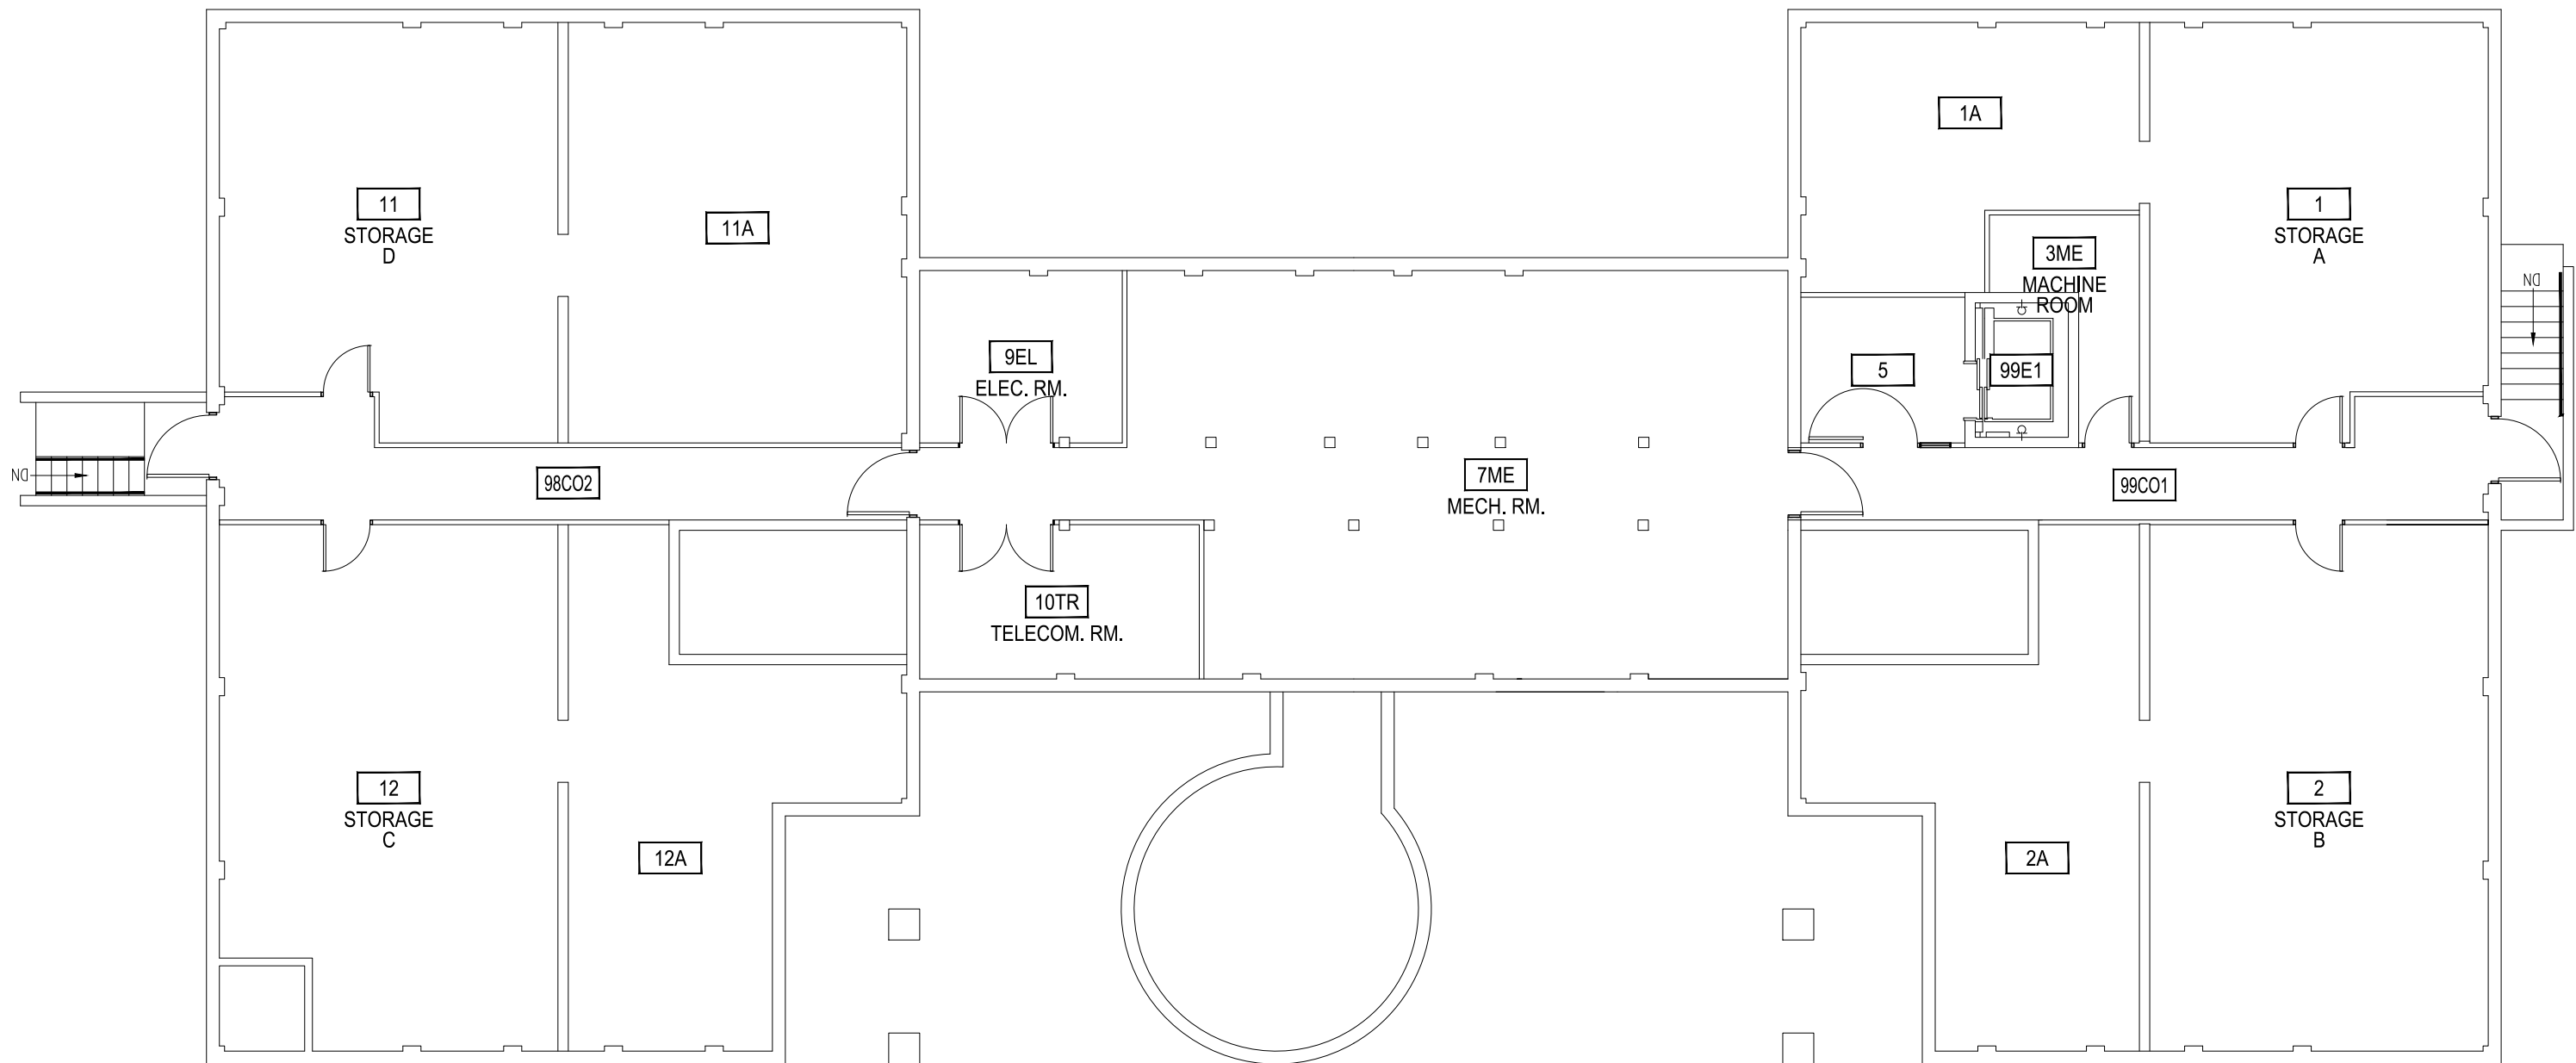 1A
11
STORAGE
D
11A
1
STORAGE
A
3ME
MACHINE
ROOM
DN
9EL
ELEC. RM.
5
99E1
DN
98CO2
7ME
MECH. RM.
99CO1
10TR
TELECOM. RM.
12
STORAGE
C
12A
2
STORAGE
B
2A